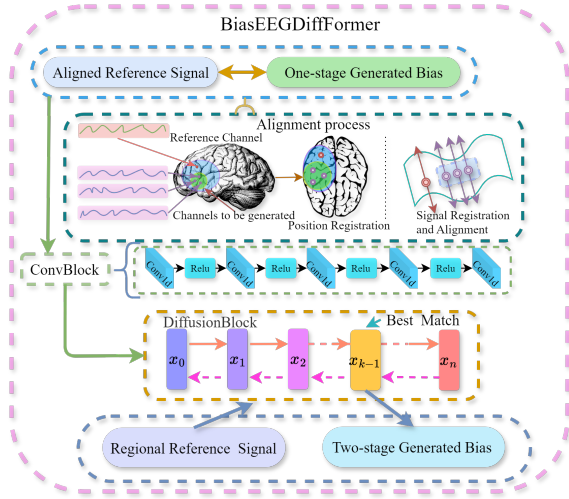 BiasEEGDiffFormer
Aligned Reference Signal
One-stage Generated Bias
Alignment process
Reference Channel
Channels to be generated
Position Registration
Signal Registration
and Alignment
ConvBlock
Conv1d
Relu
Conv1d
Relu
Conv1d
Relu
Conv1d
Relu
Conv1d
DiffusionBlock
Best Match
x₀
x₁
x₂
xₖ₋₁
xₙ
Regional Reference Signal
Two-stage Generated Bias